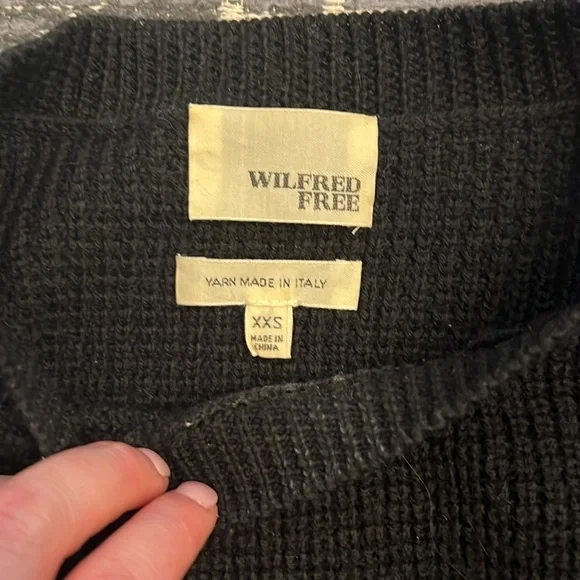 WILFRED
FREE
YARN MADE IN ITALY
XXS
MADE IN
CHINA